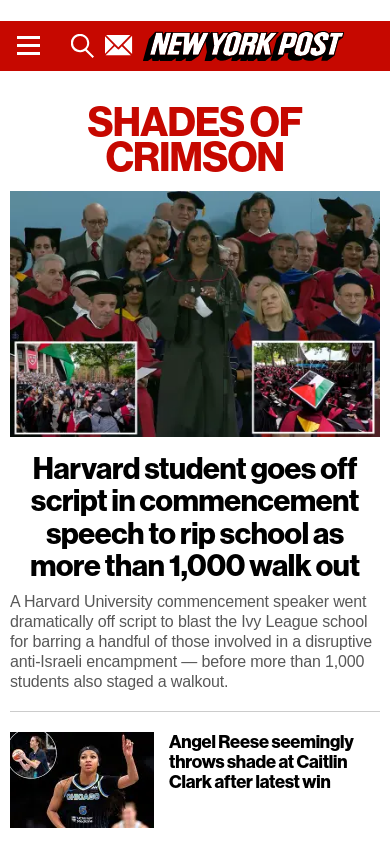 NEW YORK POST
SHADES OF
CRIMSON
Harvard student goes off
script in commencement
speech to rip school as
more than 1,000 walk out
A Harvard University commencement speaker went
dramatically off script to blast the Ivy League school
for barring a handful of those involved in a disruptive
anti-Israeli encampment — before more than 1,000
students also staged a walkout.
Angel Reese seemingly
throws shade at Caitlin
Clark after latest win
CHICAGO